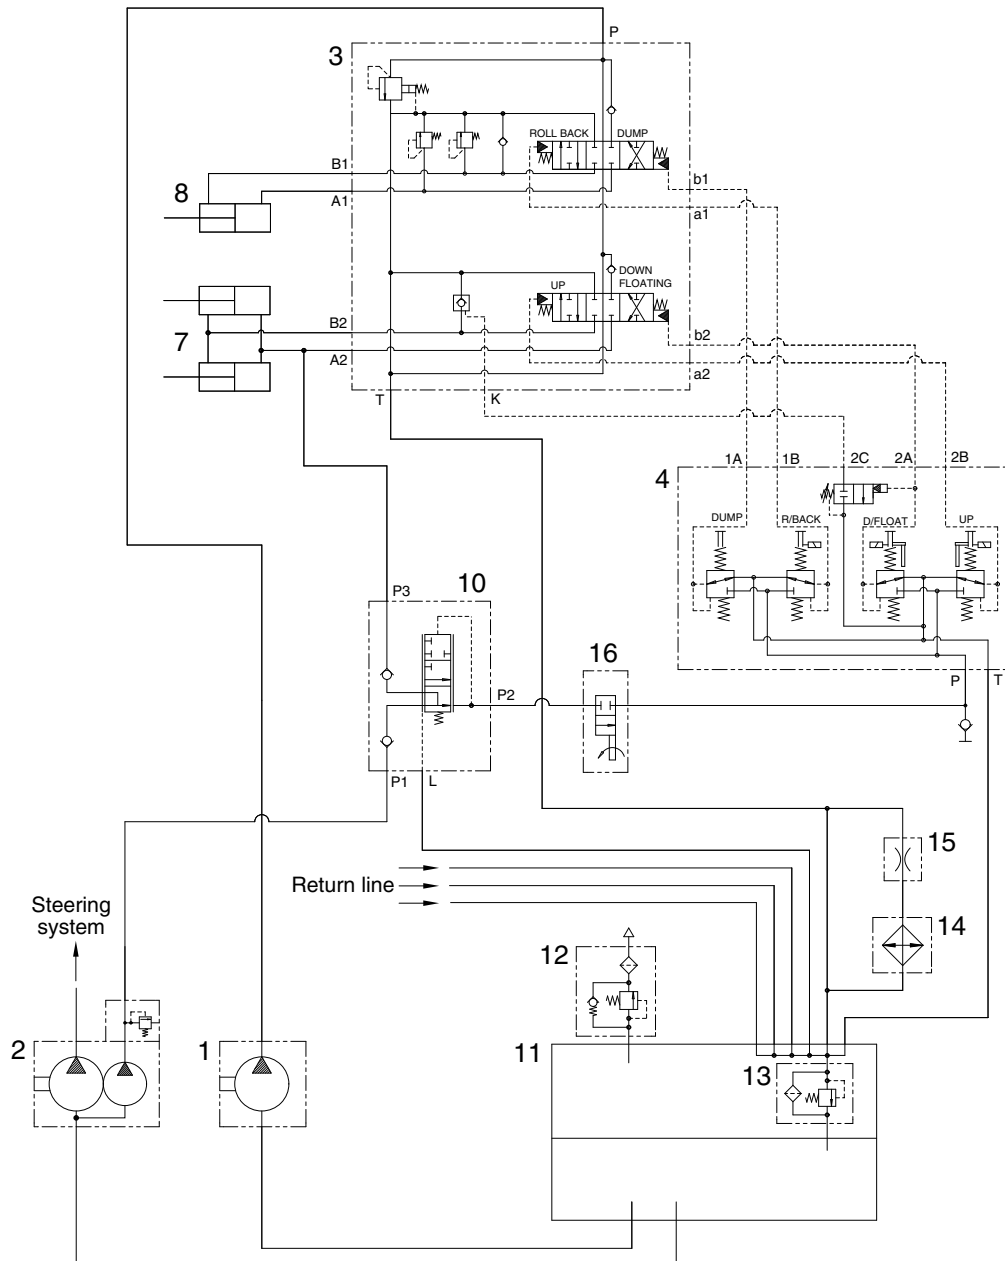 P
3
ROLL BACK DUMP
B1
8
A1
b1
a1
DOWN
FLOATING
UP
7
B2
A2
b2
a2
T K
1A 1B 2C 2A 2B
4
DUMP R/BACK D/FLOAT UP
P3 10
16
P2
P T
P1 L
15
Return line
Steering
system
14
12
2 1 11
13